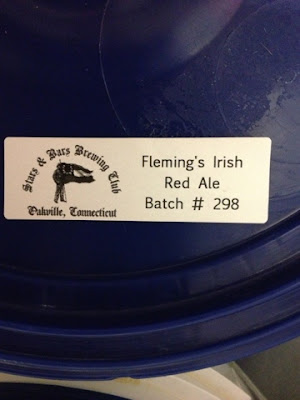 Stars & Bars Brewing Club
Oakville, Connecticut
Fleming's Irish
Red Ale
Batch # 298